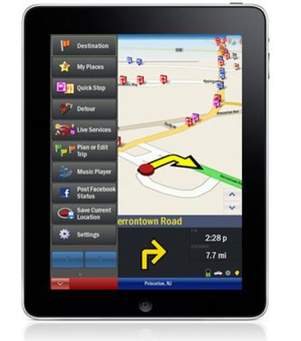 Destination
My Places
Quick Stop
Detour
Live Services
Plan or Edit
Trip
Music Player
Post Facebook
Status
Save Current
Location
Settings
errontown Road
2:28 p
7.7 mi
Princeton, NJ